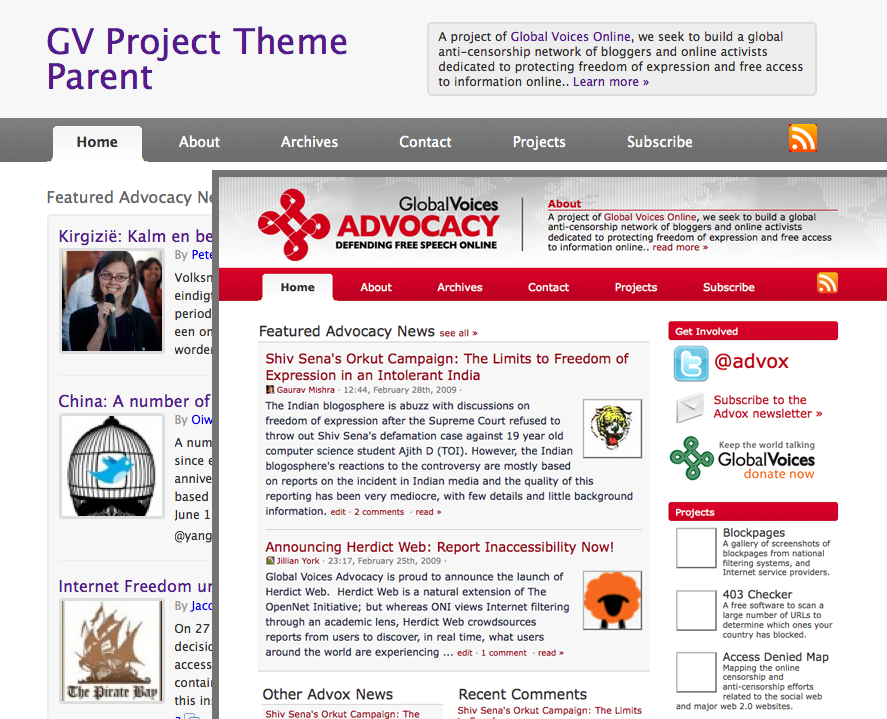 GV Project Theme
Parent
A project of Global Voices Online, we seek to build a global
anti-censorship network of bloggers and online activists
dedicated to protecting freedom of expression and free access
to information online.. Learn more »
Home About Archives Contact Projects Subscribe
Featured Advocacy Ne
Kirgizië: Kalm en be
By Pete
Volksm
eindigt
period
een on
worden
China: A number of
By Oiw
A num
since e
annive
based
June 1
@yang
Internet Freedom ur
By Jaco
On 27
decisio
access
contain
this ins
The Pirate Bay
GlobalVoices
ADVOCACY
DEFENDING FREE SPEECH ONLINE
About
A project of Global Voices Online, we seek to build a global
anti-censorship network of bloggers and online activists
dedicated to protecting freedom of expression and free access
to information online.. read more »
Home About Archives Contact Projects Subscribe
Featured Advocacy News see all »
Shiv Sena's Orkut Campaign: The Limits to Freedom of
Expression in an Intolerant India
Gaurav Mishra · 12:44, February 28th, 2009 ·
The Indian blogosphere is abuzz with discussions on
freedom of expression after the Supreme Court refused to
throw out Shiv Sena's defamation case against 19 year old
computer science student Ajith D (TOI). However, the Indian
blogosphere's reactions to the controversy are mostly based
on reports on the incident in Indian media and the quality of this
reporting has been very mediocre, with few details and little background
information. edit · 2 comments · read »
Announcing Herdict Web: Report Inaccessibility Now!
Jillian York · 23:17, February 25th, 2009 ·
Global Voices Advocacy is proud to announce the launch of
Herdict Web. Herdict Web is a natural extension of The
OpenNet Initiative; but whereas ONI views Internet filtering
through an academic lens, Herdict Web crowdsources
reports from users to discover, in real time, what users
around the world are experiencing ... edit · 1 comment · read »
Other Advox News
Shiv Sena's Orkut Campaign: The
Recent Comments
Shiv Sena's Orkut Campaign: The Limits
Get Involved
t @advox
Subscribe to the
Advox newsletter »
Keep the world talking
GlobalVoices
donate now
Projects
Blockpages
A gallery of screenshots of
blockpages from national
filtering systems, and
Internet service providers.
403 Checker
A free software to scan a
large number of URLs to
determine which ones your
country has blocked.
Access Denied Map
Mapping the online
censorship and
anti-censorship efforts
related to the social web
and major web 2.0 websites.